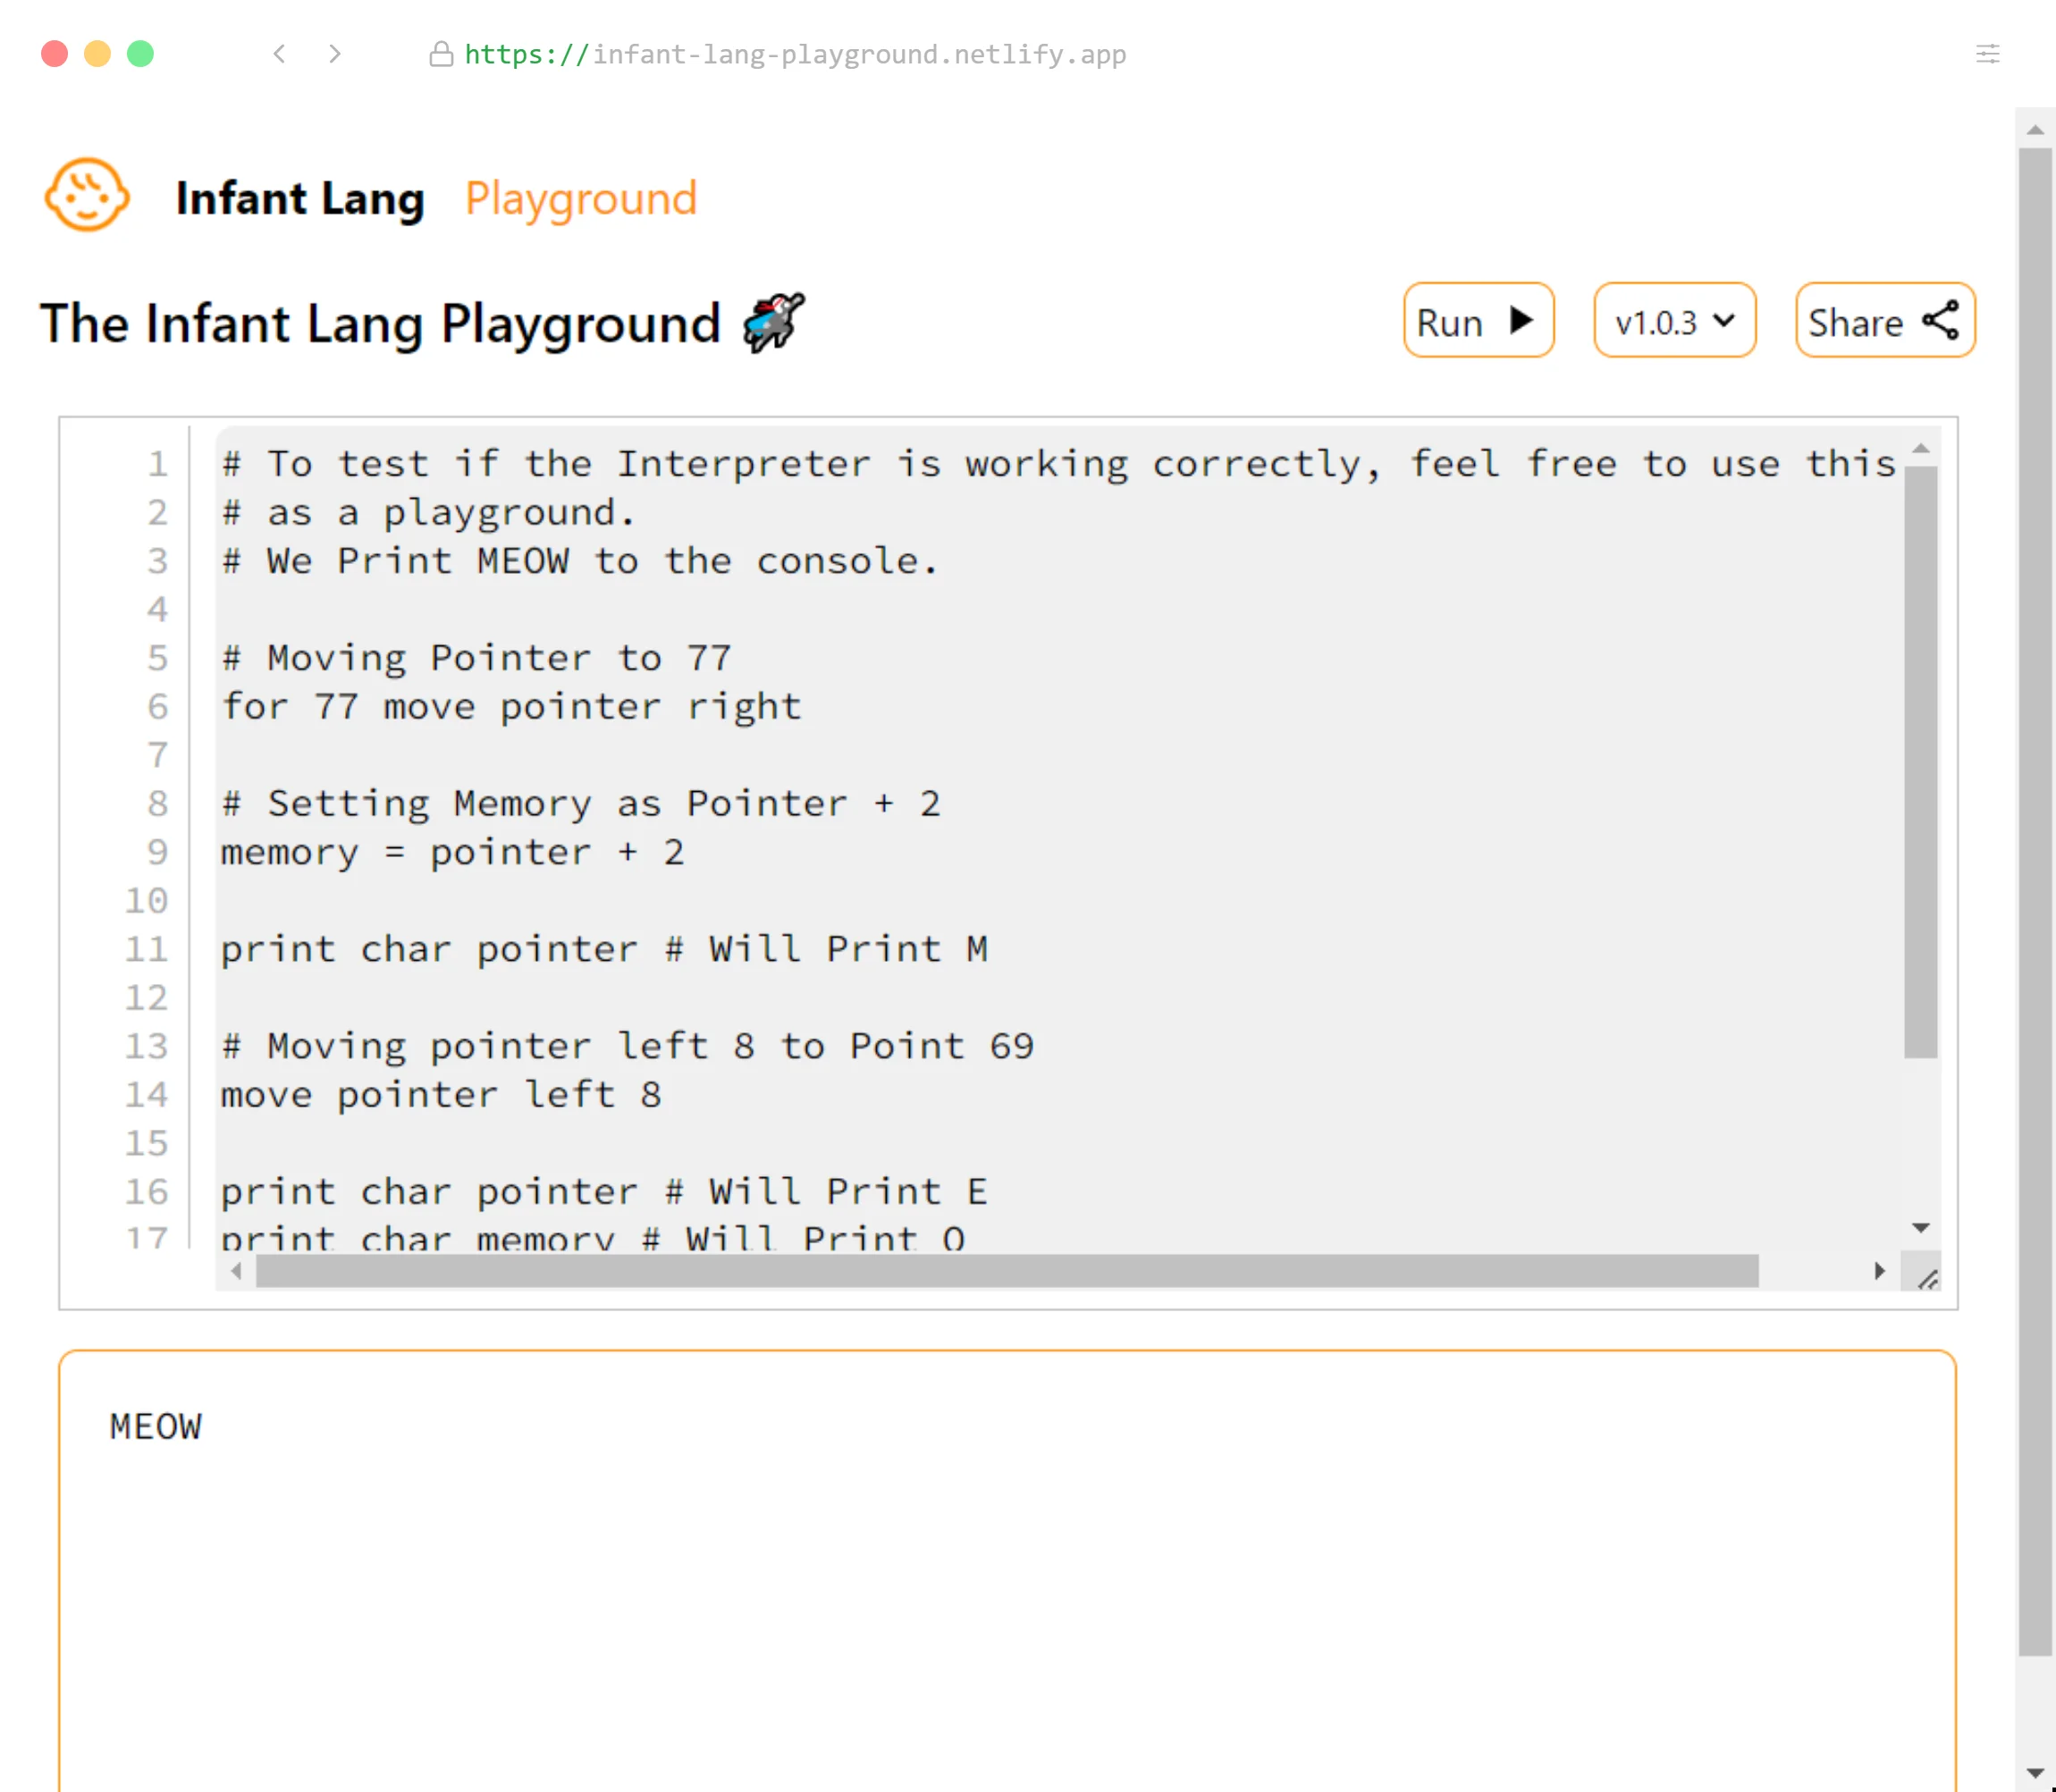 https://infant-lang-playground.netlify.app
Infant Lang Playground
The Infant Lang Playground
Run
v1.0.3
Share
1 # To test if the Interpreter is working correctly, feel free to use this
2 # as a playground.
3 # We Print MEOW to the console.
4
5 # Moving Pointer to 77
6 for 77 move pointer right
7
8 # Setting Memory as Pointer + 2
9 memory = pointer + 2
10
11 print char pointer # Will Print M
12
13 # Moving pointer left 8 to Point 69
14 move pointer left 8
15
16 print char pointer # Will Print E
17 print char memory # Will Print O
MEOW